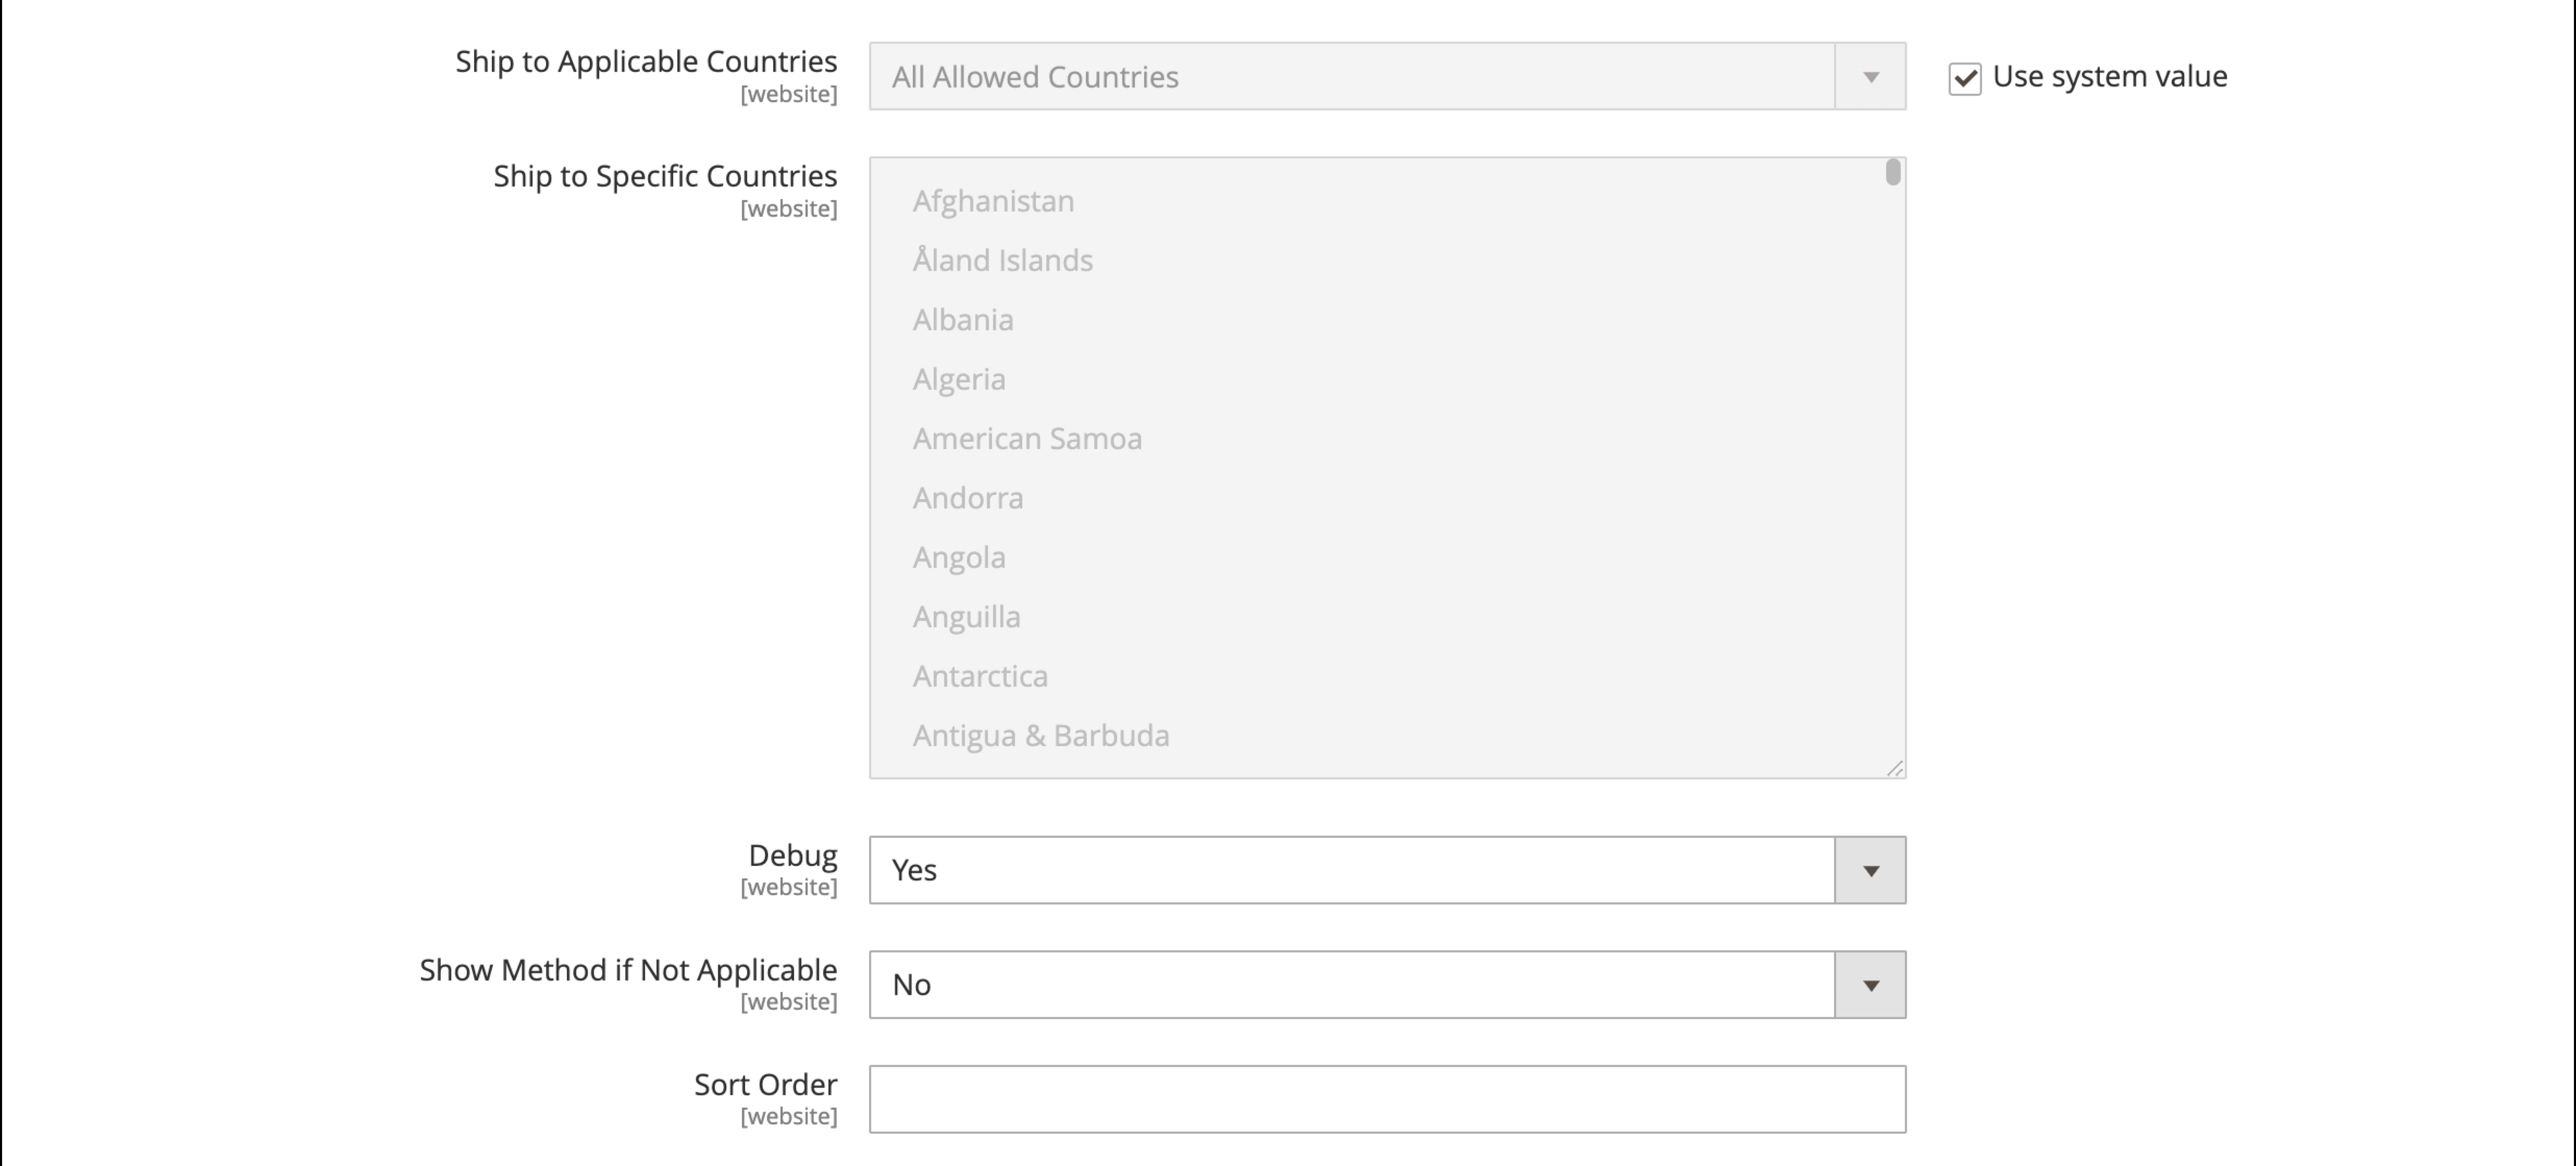 Ship to Applicable Countries
[website]
All Allowed Countries
Use system value
Ship to Specific Countries
[website]
Afghanistan
Åland Islands
Albania
Algeria
American Samoa
Andorra
Angola
Anguilla
Antarctica
Antigua & Barbuda
Debug
[website]
Yes
Show Method if Not Applicable
[website]
No
Sort Order
[website]